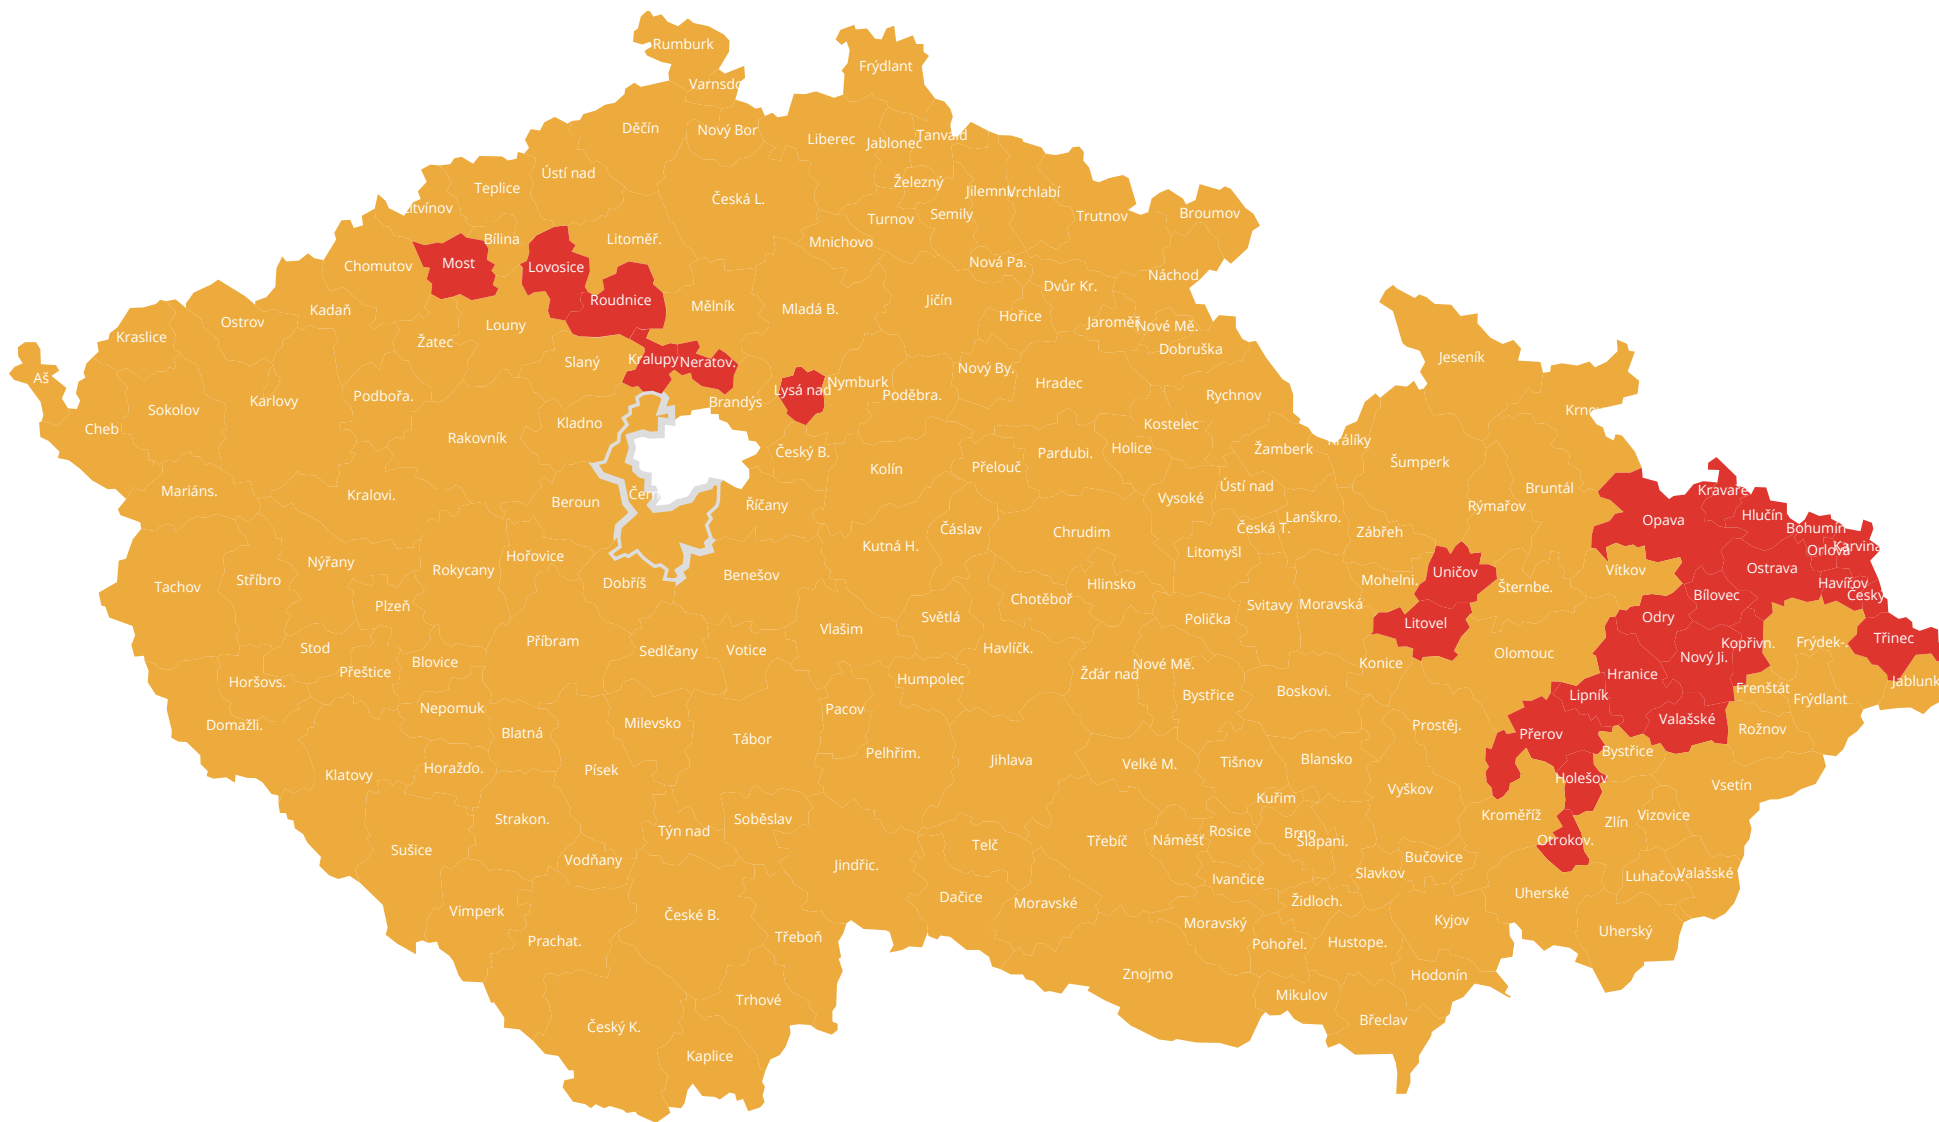 Rumburk
Frýdlant
Varnsdo
Děčín
Nový Bor
Liberec
Jablonec
Tanvald
Teplice
Ústí nad
Železný
Jilemni
Vrchlabí
Česká L.
Litvínov
Turnov
Semily
Trutnov
Broumov
Bílina
Litoměř.
Mnichovo
Chomutov
Most
Lovosice
Nová Pa.
Náchod
Roudnice
Dvůr Kr.
Kadaň
Mělník
Mladá B.
Jičín
Hořice
Ostrov
Louny
Jaroměř
Nové Mě.
Kraslice
Žatec
Dobruška
Slaný
Kralupy
Neratov.
Jeseník
Aš
Nový By.
Hradec
Lysá nad
Nymburk
Poděbra.
Rychnov
Podbořa.
Karlovy
Brandýs
Sokolov
Krnov
Cheb
Kladno
Kostelec
Rakovník
Králíky
Český B.
Pardubi.
Holice
Žamberk
Kolín
Přelouč
Šumperk
Mariáns.
Kralovi.
Ústí nad
Bruntál
Kravaře
Čern
Beroun
Říčany
Vysoké
Rýmařov
Lanškro.
Hlučín
Opava
Čáslav
Chrudim
Česká T.
Zábřeh
Bohumín
Kutná H.
Litomyšl
Orlová
Karviná
Hořovice
Nýřany
Rokycany
Stříbro
Tachov
Dobříš
Benešov
Hlinsko
Mohelni.
Uničov
Vítkov
Ostrava
Havířov
Šternbe.
Český
Bílovec
Plzeň
Chotěboř
Svitavy
Moravská
Světlá
Polička
Litovel
Odry
Vlašim
Příbram
Stod
Sedlčany
Votice
Havlíčk.
Třinec
Kopřivn.
Frýdek-.
Olomouc
Nový Ji.
Blovice
Přeštice
Konice
Nové Mě.
Žďár nad
Hranice
Horšovs.
Humpolec
Jablunk
Frenštát
Boskovi.
Bystřice
Lipník
Frýdlant
Nepomuk
Pacov
Domažli.
Milevsko
Valašské
Prostěj.
Rožnov
Blatná
Tábor
Přerov
Pelhřim.
Bystřice
Jihlava
Velké M.
Tišnov
Blansko
Horažďo.
Písek
Klatovy
Holešov
Vsetín
Vyškov
Kuřim
Kroměříž
Vizovice
Strakon.
Soběslav
Zlín
Týn nad
Rosice
Brno
Šlapani.
Třebíč
Náměšť
Otrokov.
Telč
Sušice
Bučovice
Vodňany
Jindřic.
Slavkov
Luhačov.
Valašské
Ivančice
Uherské
Dačice
Moravské
Židloch.
Vimperk
České B.
Kyjov
Moravský
Uherský
Třeboň
Prachat.
Pohořel.
Hustope.
Znojmo
Hodonín
Mikulov
Trhové
Břeclav
Český K.
Kaplice